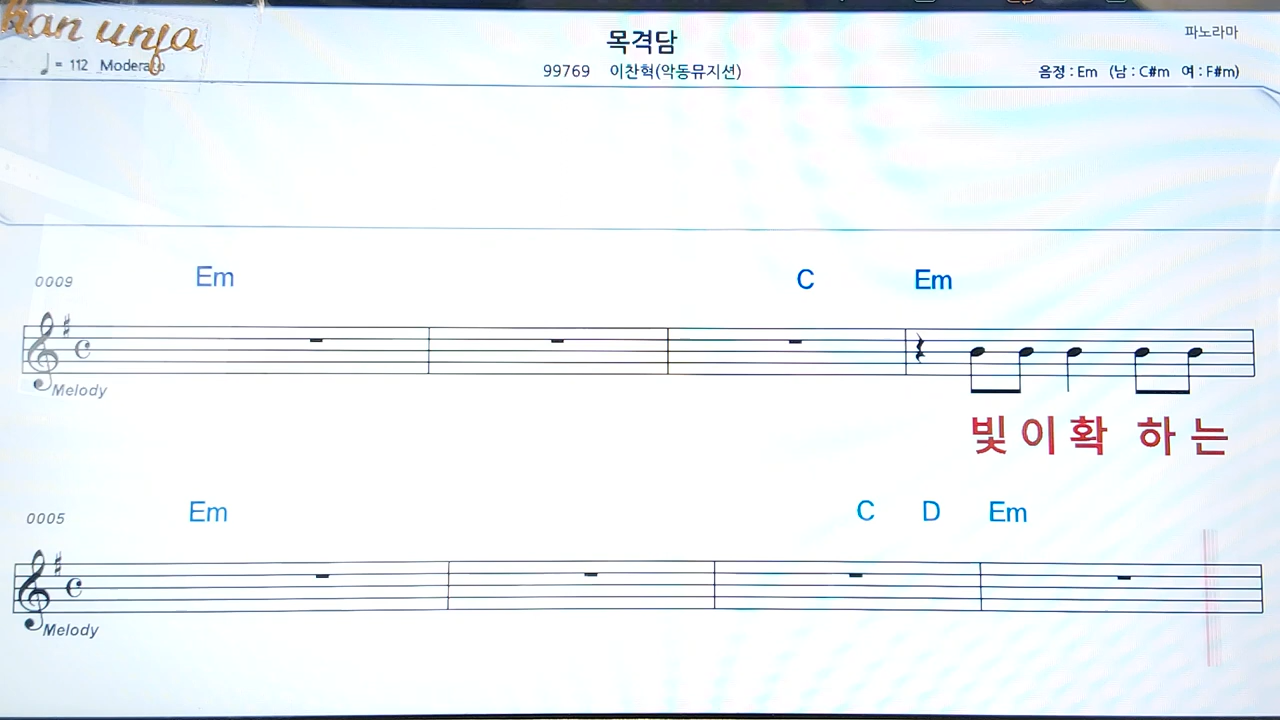 han unja
목격담
파노라마
♩ = 112 Moderato
99769 이찬혁(악동뮤지션)
음정 : Em (남 : C#m 여 : F#m)
0009 Em C Em
Melody
빛이확 하는
0005 Em C D Em
Melody